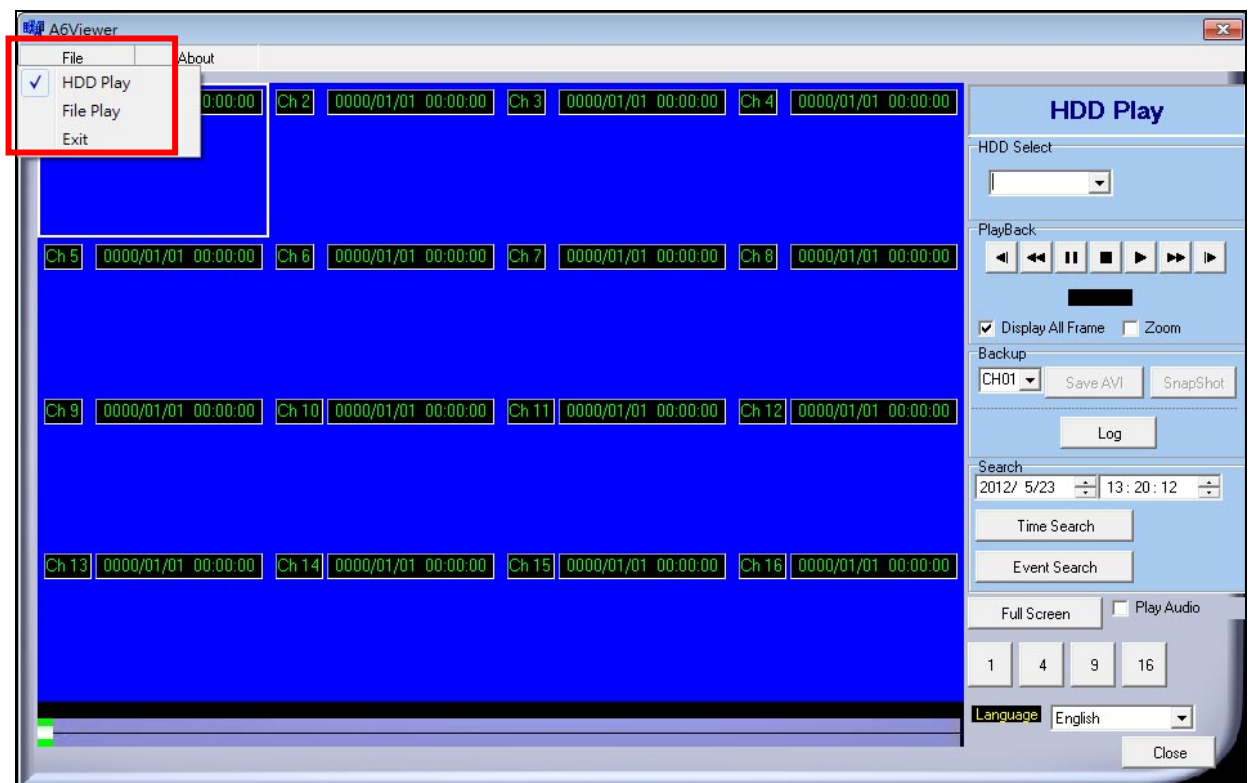 A6Viewer
File About
HDD Play
File Play
Exit
0:00:00
Ch 2 0000/01/01 00:00:00
Ch 3 0000/01/01 00:00:00
Ch 4 0000/01/01 00:00:00
Ch 5 0000/01/01 00:00:00
Ch 6 0000/01/01 00:00:00
Ch 7 0000/01/01 00:00:00
Ch 8 0000/01/01 00:00:00
Ch 9 0000/01/01 00:00:00
Ch 10 0000/01/01 00:00:00
Ch 11 0000/01/01 00:00:00
Ch 12 0000/01/01 00:00:00
Ch 13 0000/01/01 00:00:00
Ch 14 0000/01/01 00:00:00
Ch 15 0000/01/01 00:00:00
Ch 16 0000/01/01 00:00:00
HDD Play
HDD Select
PlayBack
Display All Frame Zoom
Backup
CH01 Save AVI SnapShot
Log
Search
2012/ 5/23 13 : 20 : 12
Time Search
Event Search
Full Screen Play Audio
1 4 9 16
Language English
Close